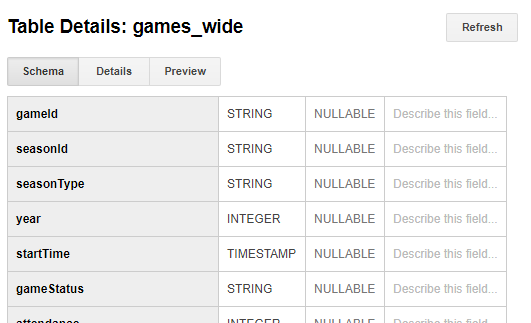 Table Details: games_wide
Refresh
Schema Details Preview
gameId STRING NULLABLE Describe this field...
seasonId STRING NULLABLE Describe this field...
seasonType STRING NULLABLE Describe this field...
year INTEGER NULLABLE Describe this field...
startTime TIMESTAMP NULLABLE Describe this field...
gameStatus STRING NULLABLE Describe this field...
attendance INTEGER NULLABLE Describe this field...